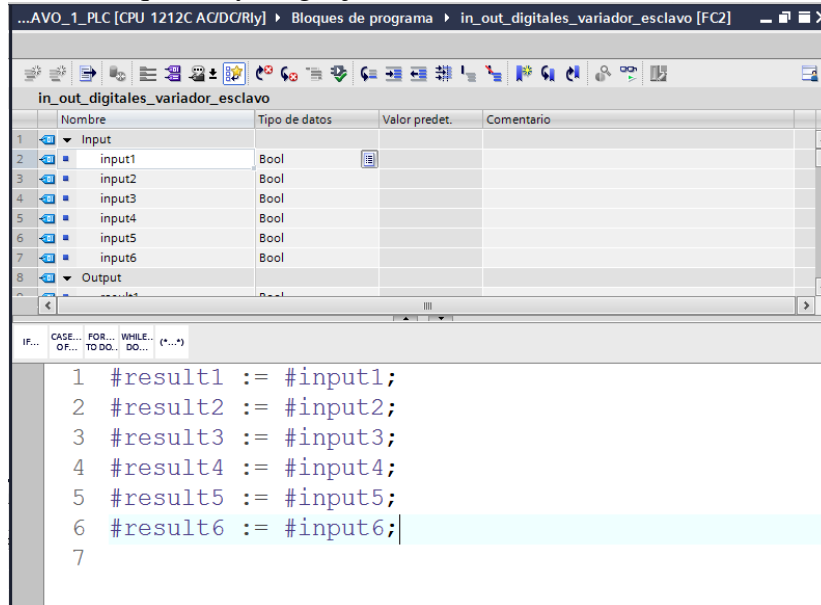 ...AVO_1_PLC [CPU 1212C AC/DC/Rly] ▸ Bloques de programa ▸ in_out_digitales_variador_esclavo [FC2]
in_out_digitales_variador_esclavo
Nombre Tipo de datos Valor predet. Comentario
1 Input
2 input1 Bool
3 input2 Bool
4 input3 Bool
5 input4 Bool
6 input5 Bool
7 input6 Bool
8 Output
IF... CASE... OF... FOR... TO DO... WHILE... DO... (*...*)
1 #result1 := #input1;
2 #result2 := #input2;
3 #result3 := #input3;
4 #result4 := #input4;
5 #result5 := #input5;
6 #result6 := #input6;
7